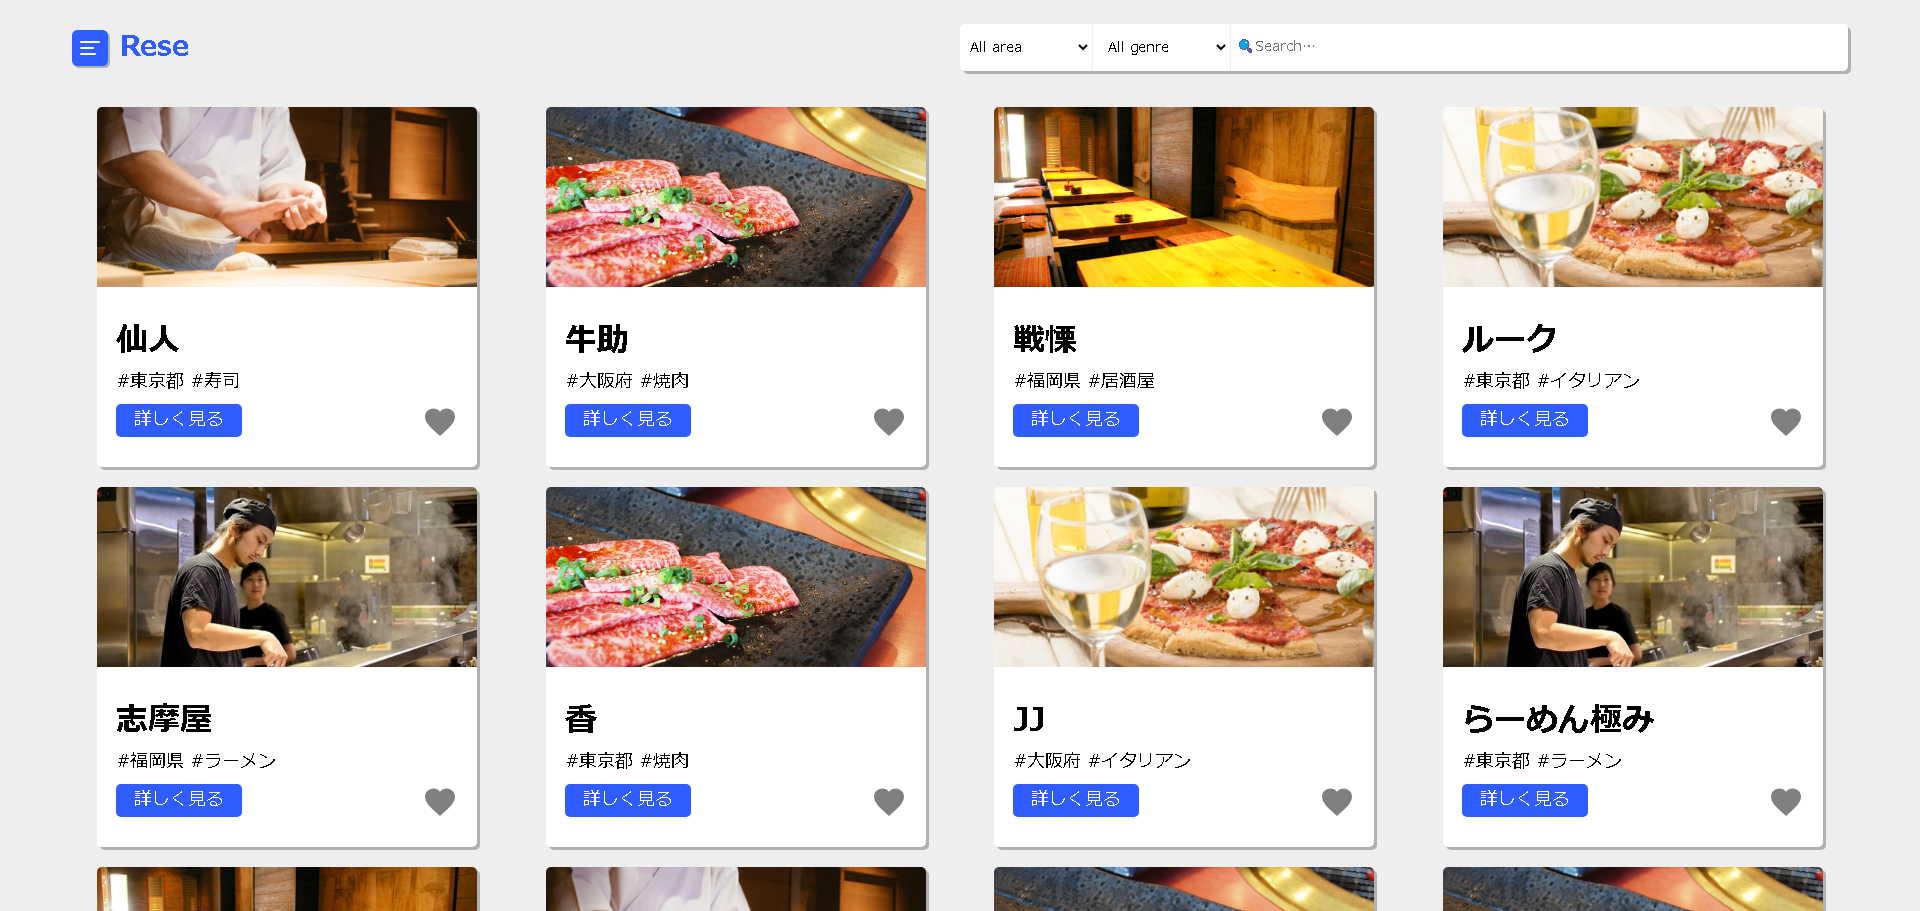 Rese
All area
All genre
Search…
仙人
#東京都 #寿司
詳しく見る
牛助
#大阪府 #焼肉
詳しく見る
戦慄
#福岡県 #居酒屋
詳しく見る
ルーク
#東京都 #イタリアン
詳しく見る
志摩屋
#福岡県 #ラーメン
詳しく見る
香
#東京都 #焼肉
詳しく見る
JJ
#大阪府 #イタリアン
詳しく見る
らーめん極み
#東京都 #ラーメン
詳しく見る